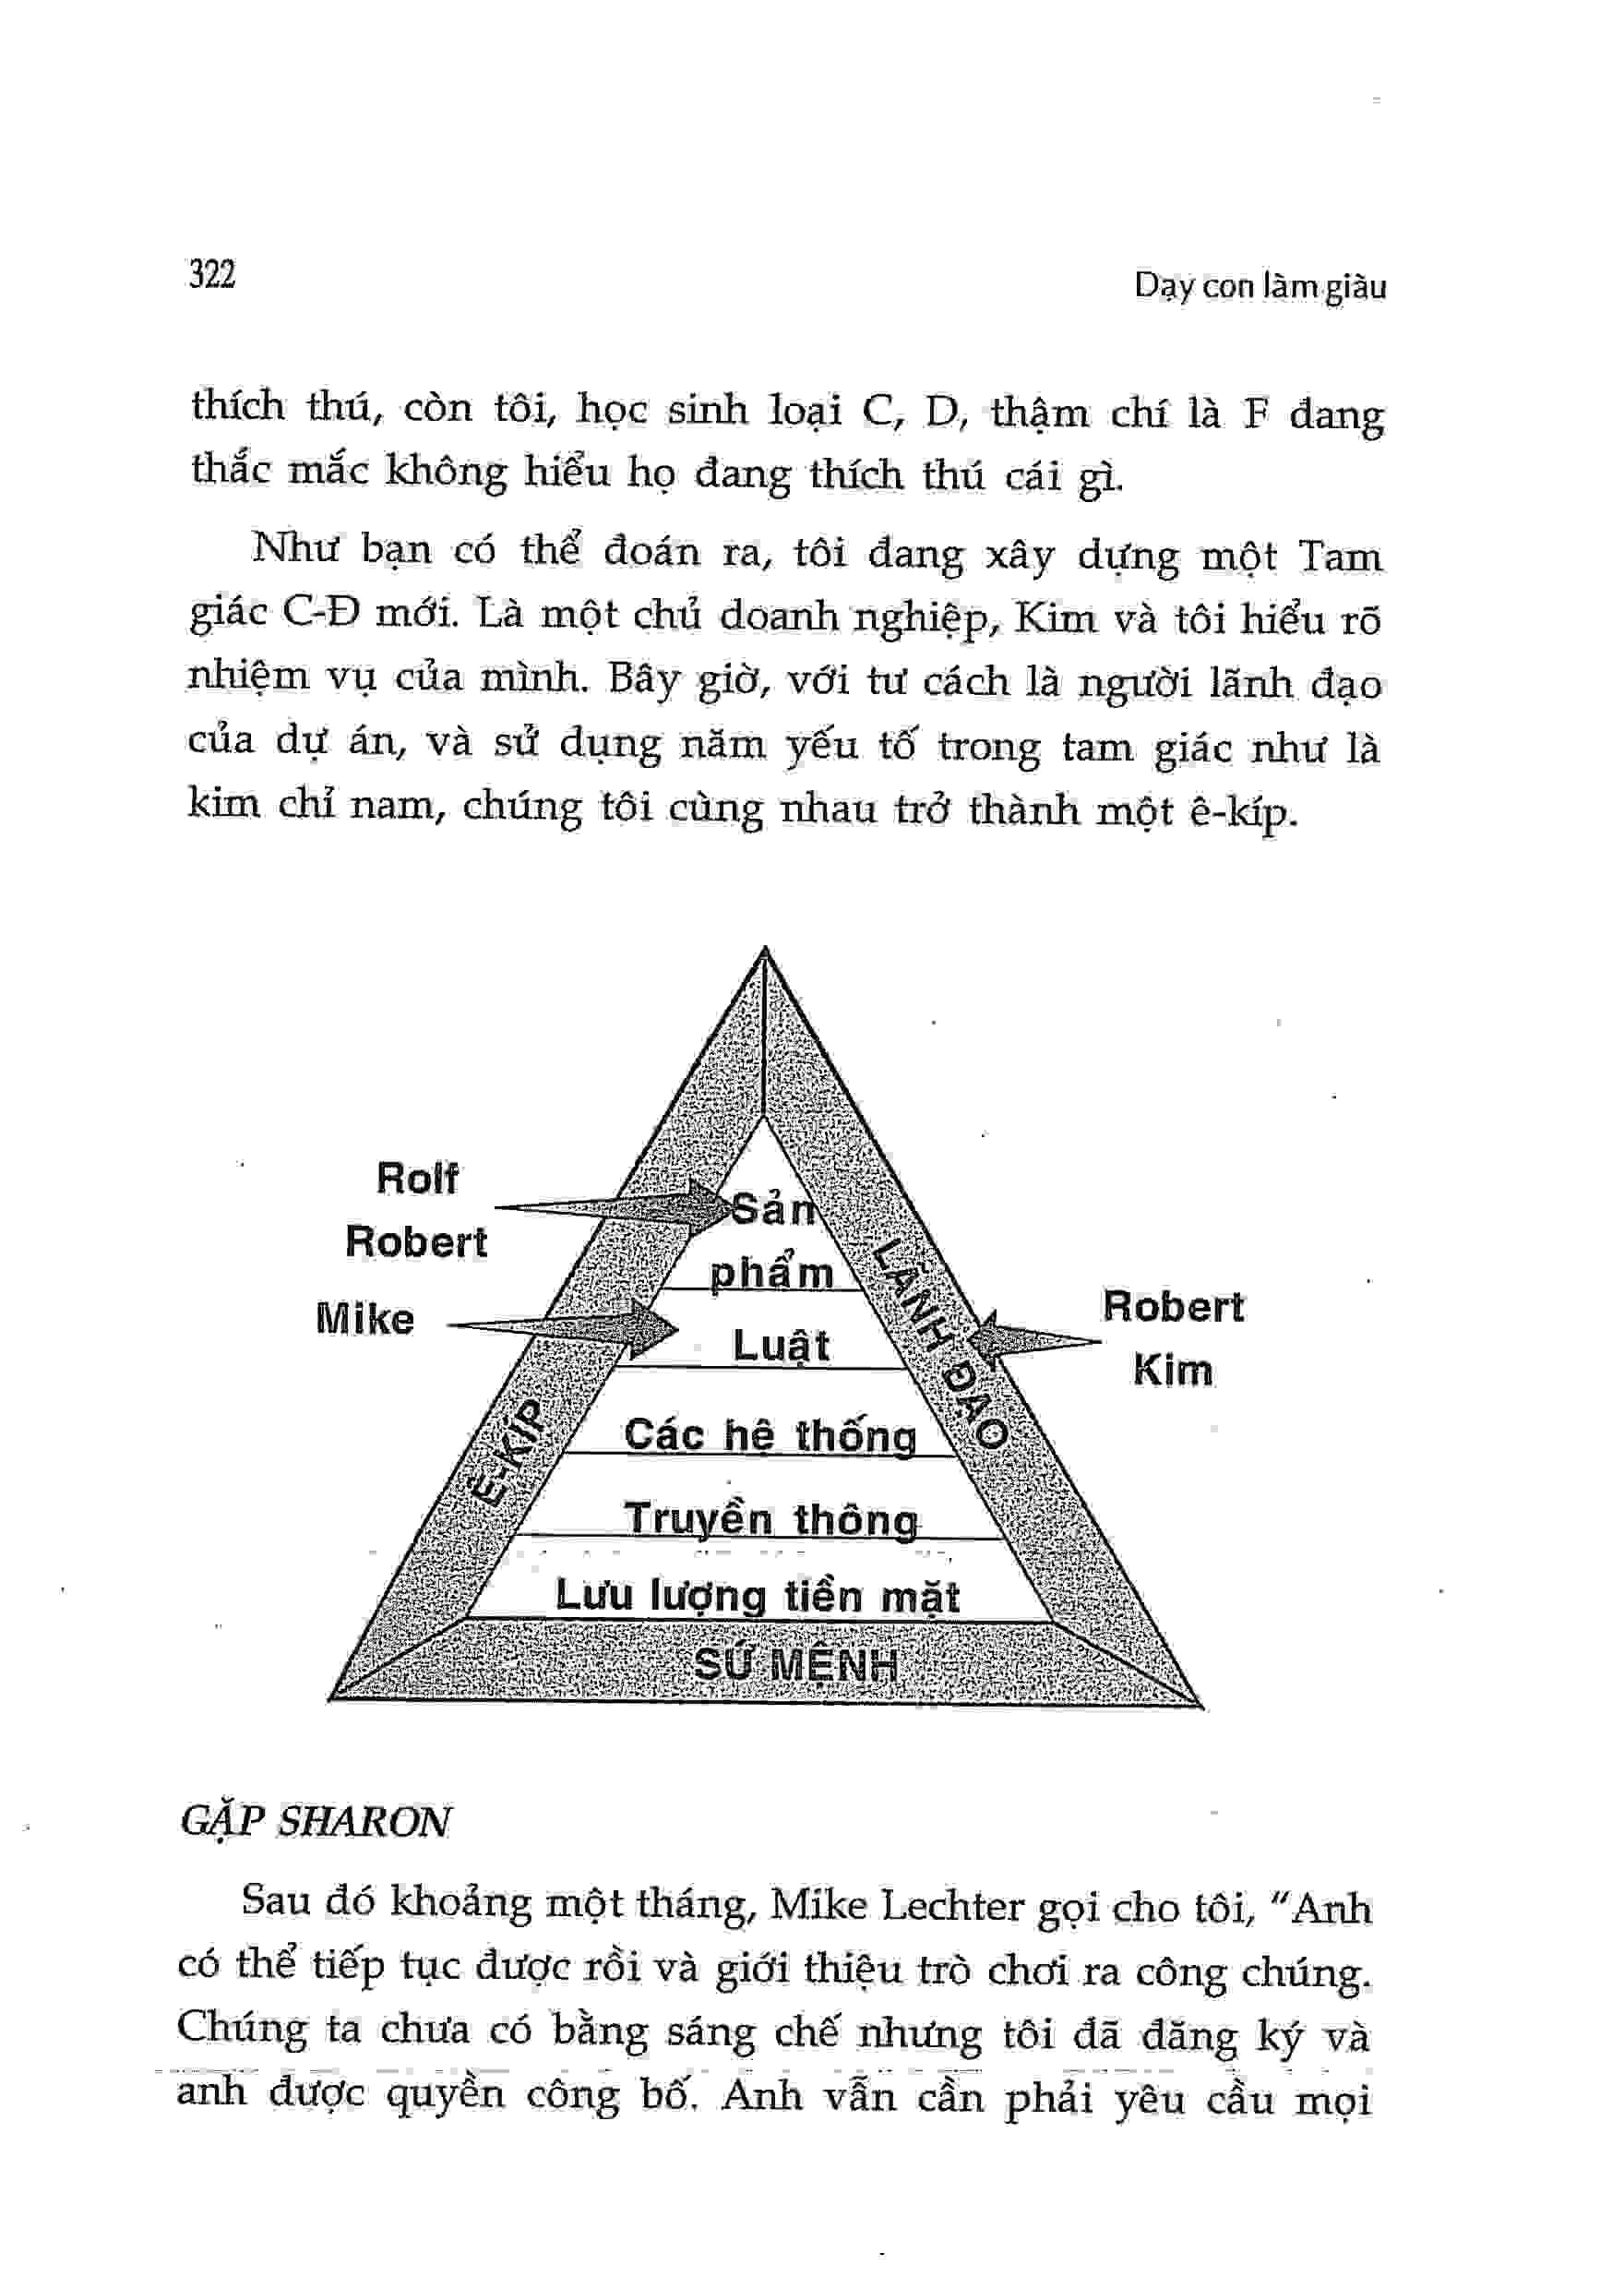 322
Dạy con làm giàu
thích thú, còn tôi, học sinh loại C, D, thậm chí là F đang
thắc mắc không hiểu họ đang thích thú cái gì.
Như bạn có thể đoán ra, tôi đang xây dựng một Tam
giác C-Đ mới. Là một chủ doanh nghiệp, Kim và tôi hiểu rõ
nhiệm vụ của mình. Bây giờ, với tư cách là người lãnh đạo
của dự án, và sử dụng năm yếu tố trong tam giác như là
kim chỉ nam, chúng tôi cùng nhau trở thành một ê-kíp.
Rolf
Robert
Mike
Sản
phẩm
Luật
Các hệ thống
Truyền thông
Lưu lượng tiền mặt
Ê-KÍP
LÃNH ĐẠO
SỨ MỆNH
Robert
Kim
GẶP SHARON
Sau đó khoảng một tháng, Mike Lechter gọi cho tôi, "Anh
có thể tiếp tục được rồi và giới thiệu trò chơi ra công chúng.
Chúng ta chưa có bằng sáng chế nhưng tôi đã đăng ký và
anh được quyền công bố. Anh vẫn cần phải yêu cầu mọi